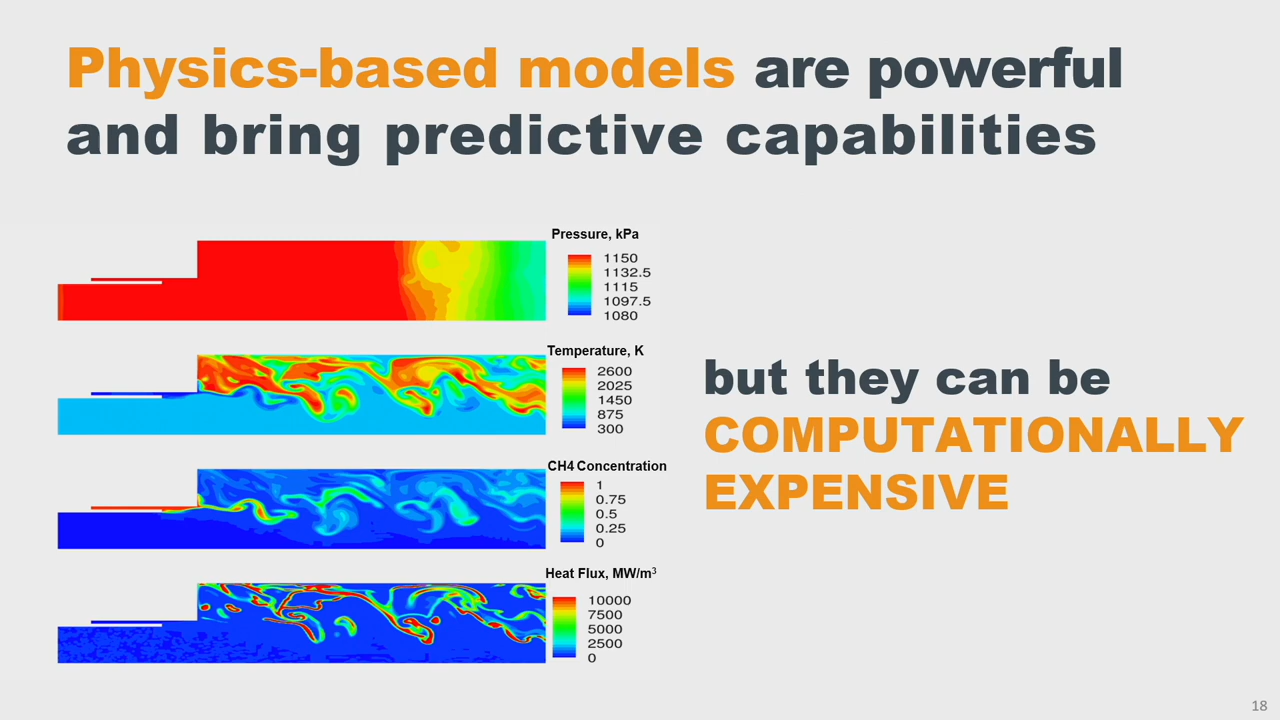 Physics-based models are powerful
and bring predictive capabilities
Pressure, kPa
1150
1132.5
1115
1097.5
1080
Temperature, K
2600
2025
1450
875
300
CH4 Concentration
1
0.75
0.5
0.25
0
Heat Flux, MW/m³
10000
7500
5000
2500
0
but they can be
COMPUTATIONALLY
EXPENSIVE
18